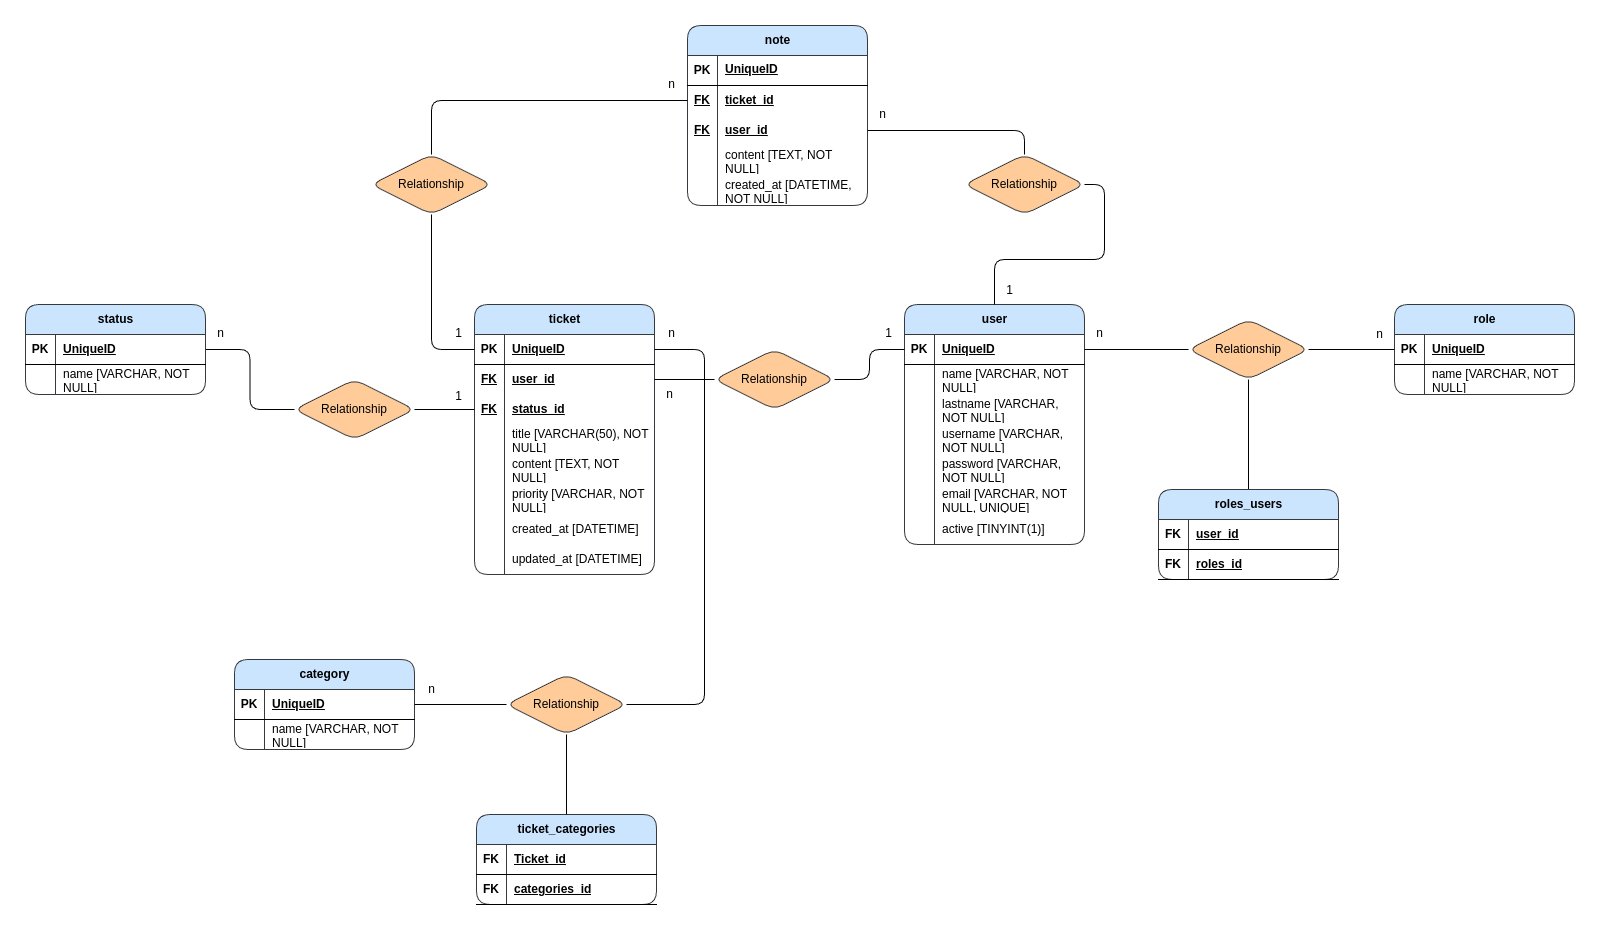 note
PK UniqueID
n
FK ticket_id
n
FK user_id
content [TEXT, NOT
NULL]
created_at [DATETIME,
NOT NULL]
Relationship
Relationship
1
status
n
PK UniqueID
name [VARCHAR, NOT
NULL]
Relationship
1
1
ticket
PK UniqueID
FK user_id
FK status_id
title [VARCHAR(50), NOT
NULL]
content [TEXT, NOT
NULL]
priority [VARCHAR, NOT
NULL]
created_at [DATETIME]
updated_at [DATETIME]
n
n
Relationship
1
user
PK UniqueID
name [VARCHAR, NOT
NULL]
lastname [VARCHAR,
NOT NULL]
username [VARCHAR,
NOT NULL]
password [VARCHAR,
NOT NULL]
email [VARCHAR, NOT
NULL, UNIQUE]
active [TINYINT(1)]
n
Relationship
n
role
PK UniqueID
name [VARCHAR, NOT
NULL]
roles_users
FK user_id
FK roles_id
category
PK UniqueID
name [VARCHAR, NOT
NULL]
n
Relationship
ticket_categories
FK Ticket_id
FK categories_id